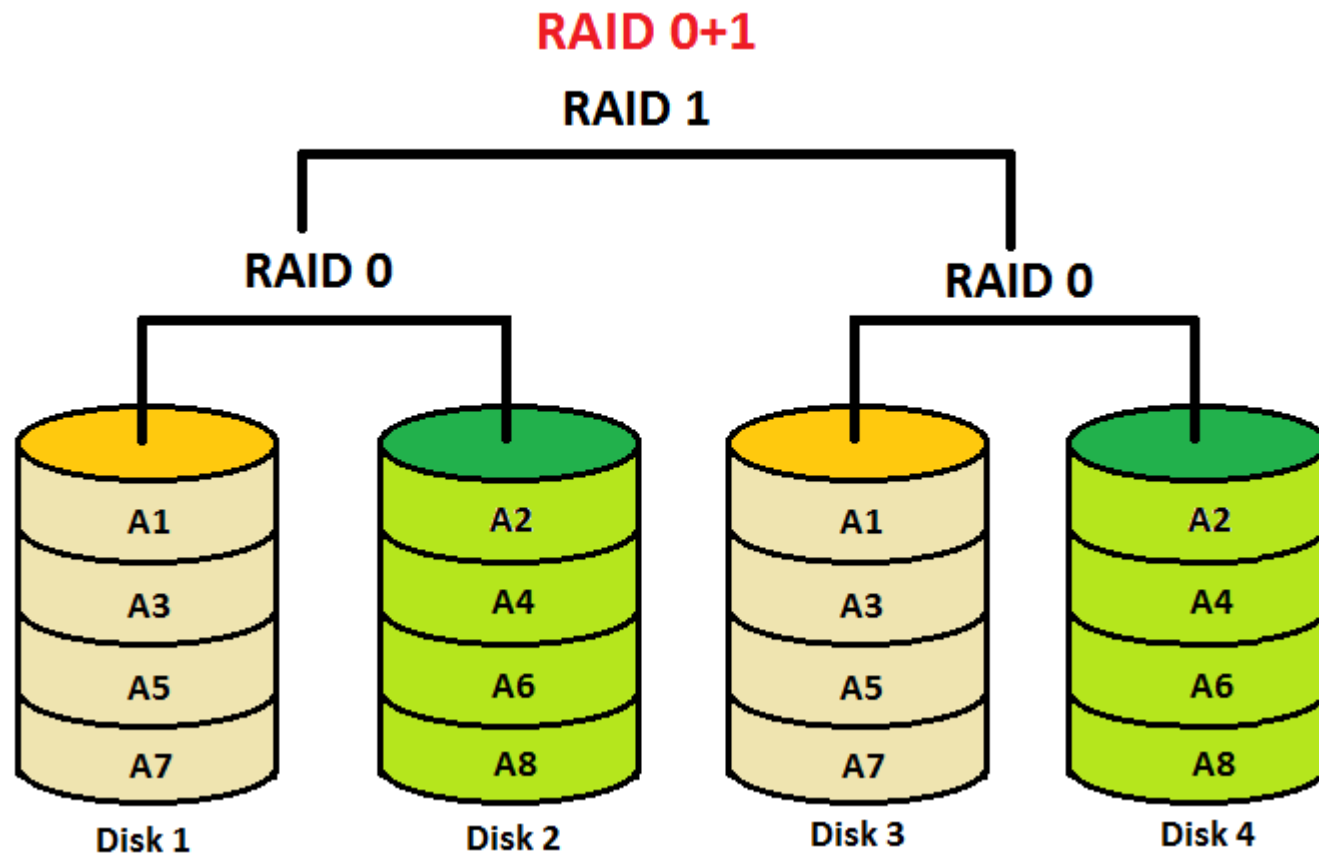 RAID 0+1
RAID 1
RAID 0
RAID 0
A1
A3
A5
A7
Disk 1
A2
A4
A6
A8
Disk 2
A1
A3
A5
A7
Disk 3
A2
A4
A6
A8
Disk 4